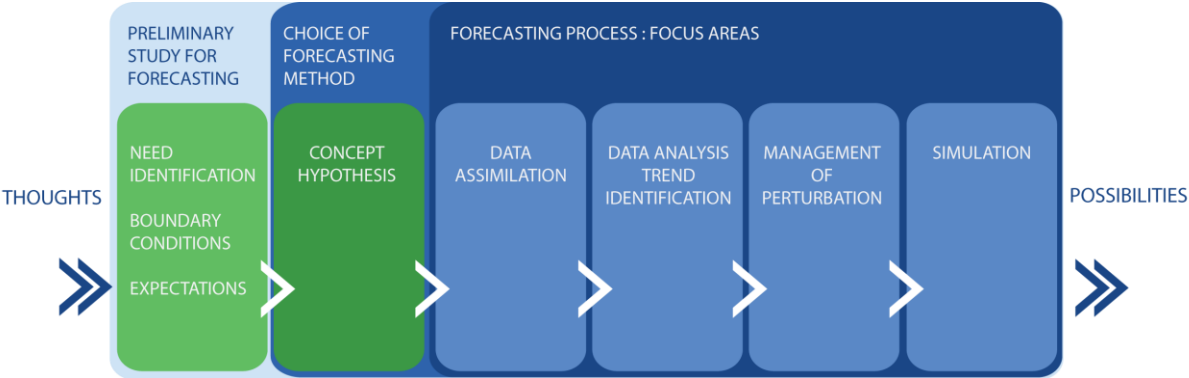 PRELIMINARY
STUDY FOR
FORECASTING
CHOICE OF
FORECASTING
METHOD
FORECASTING PROCESS : FOCUS AREAS
THOUGHTS
NEED
IDENTIFICATION
BOUNDARY
CONDITIONS
EXPECTATIONS
CONCEPT
HYPOTHESIS
DATA
ASSIMILATION
DATA ANALYSIS
TREND
IDENTIFICATION
MANAGEMENT
OF
PERTURBATION
SIMULATION
POSSIBILITIES